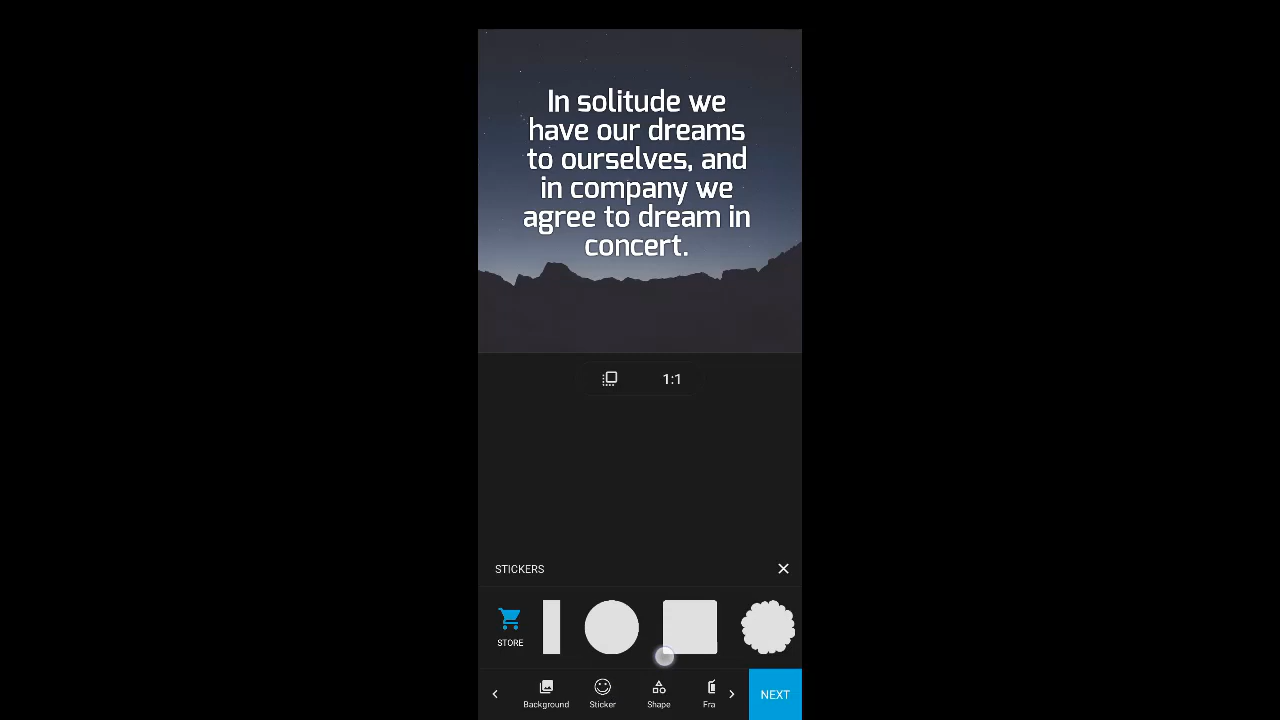 In solitude we
have our dreams
to ourselves, and
in company we
agree to dream in
concert.
1:1
STICKERS
STORE
Background Sticker Shape Fra NEXT